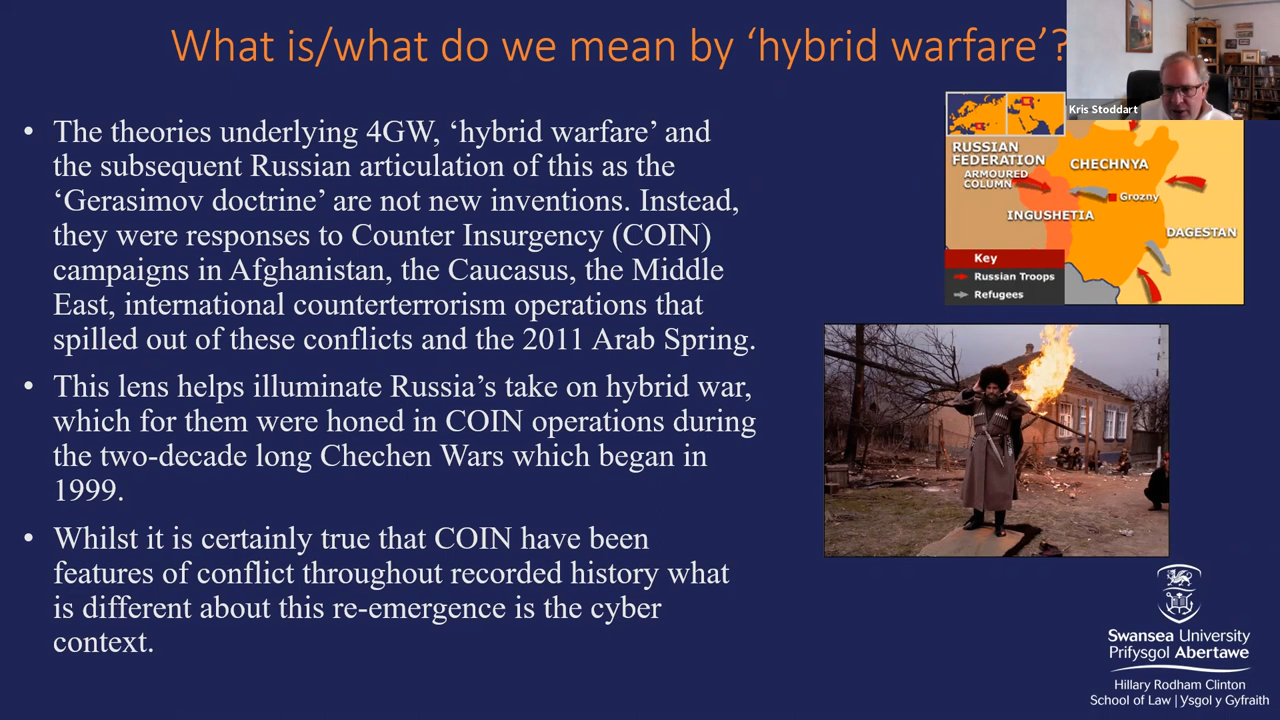 What is/what do we mean by ‘hybrid warfare’?
Kris Stoddart
• The theories underlying 4GW, ‘hybrid warfare’ and
the subsequent Russian articulation of this as the
‘Gerasimov doctrine’ are not new inventions. Instead,
they were responses to Counter Insurgency (COIN)
campaigns in Afghanistan, the Caucasus, the Middle
East, international counterterrorism operations that
spilled out of these conflicts and the 2011 Arab Spring.
• This lens helps illuminate Russia’s take on hybrid war,
which for them were honed in COIN operations during
the two-decade long Chechen Wars which began in
1999.
• Whilst it is certainly true that COIN have been
features of conflict throughout recorded history what
is different about this re-emergence is the cyber
context.
RUSSIAN
FEDERATION
ARMOURED
COLUMN
CHECHNYA
Grozny
INGUSHETIA
DAGESTAN
Key
Russian Troops
Refugees
Swansea University
Prifysgol Abertawe
Hillary Rodham Clinton
School of Law | Ysgol y Gyfraith